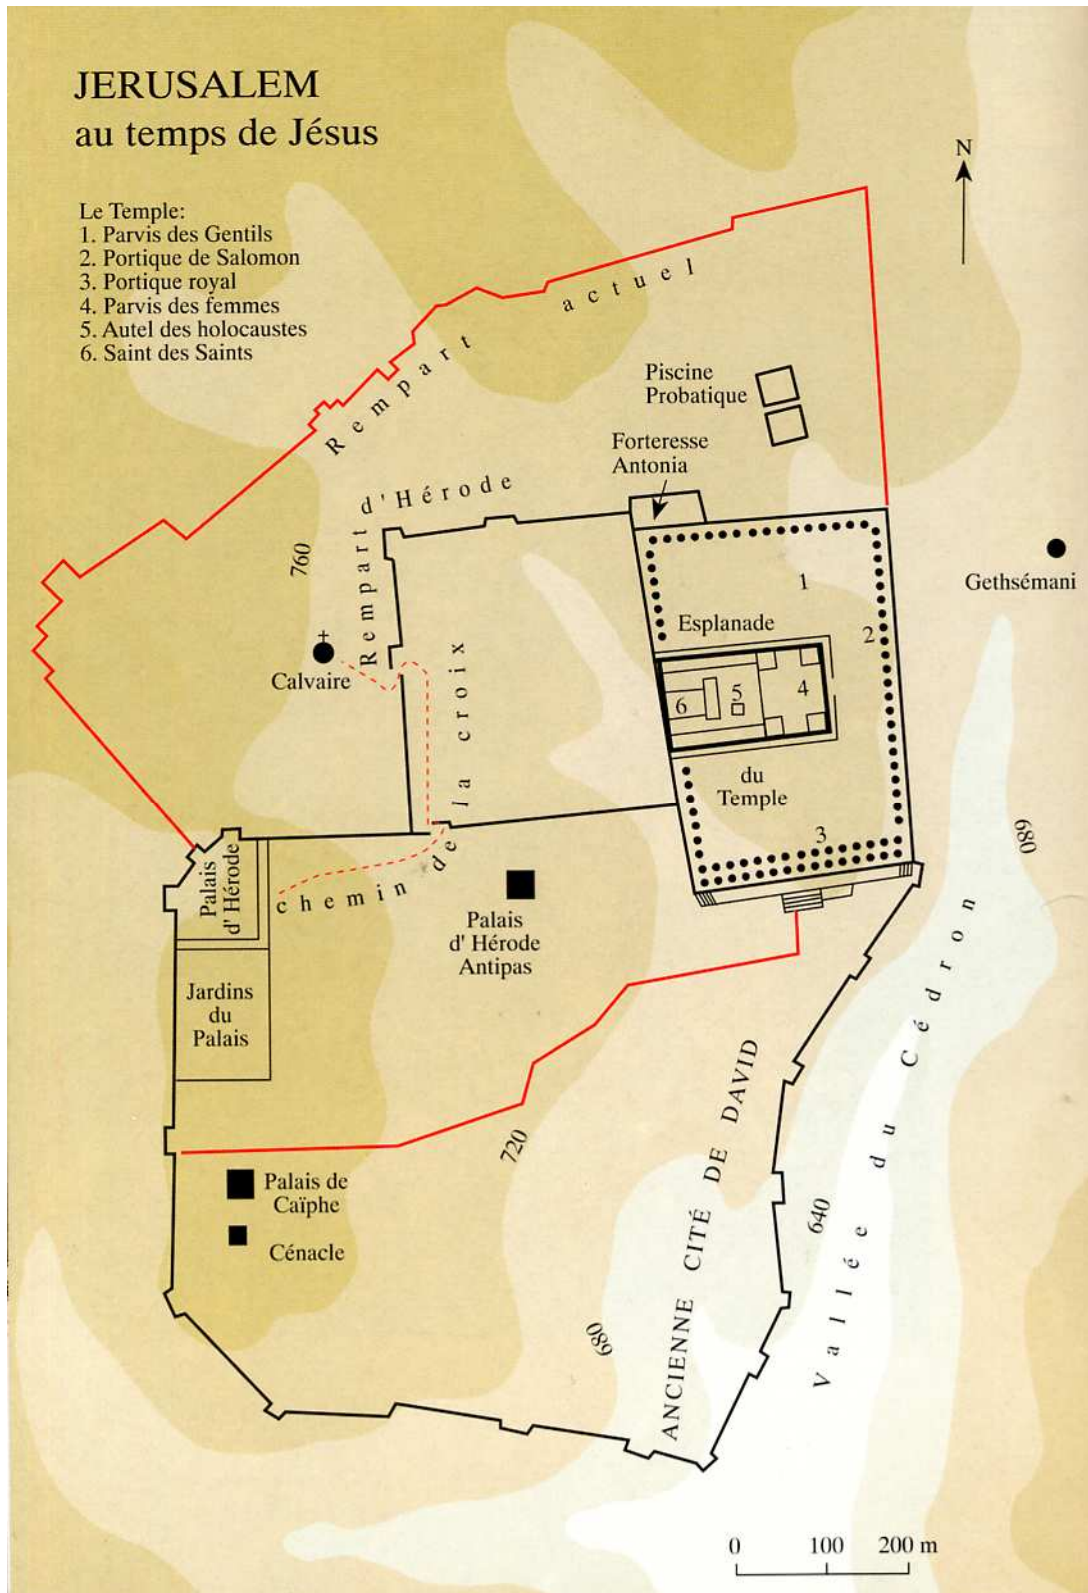 JERUSALEM
au temps de Jésus
Le Temple:
1. Parvis des Gentils
2. Portique de Salomon
3. Portique royal
4. Parvis des femmes
5. Autel des holocaustes
6. Saint des Saints
N
Rempart actuel
Piscine
Probatique
Forteresse
Antonia
Rempart d'Hérode
760
Gethsémani
1
Esplanade
2
Calvaire
6
5
4
du
Temple
3
680
chemin de la croix
Palais
d'Hérode
Palais
d'Hérode
Antipas
Jardins
du
Palais
Vallée du Cédron
720
ANCIENNE CITÉ DE DAVID
Palais de
Caïphe
640
Cénacle
680
0 100 200 m